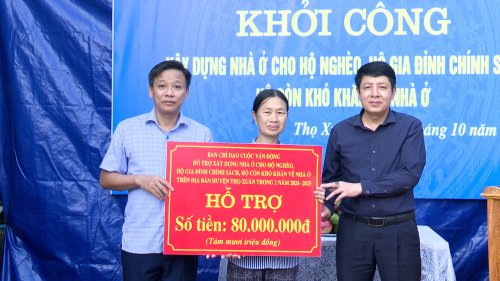 KHỞI CÔNG
XÂY DỰNG NHÀ Ở CHO HỘ NGHÈO, HỘ GIA ĐÌNH CHÍNH S
HỘ CÒN KHÓ KHĂN NHÀ Ở
Thọ X tháng 10 năm
BAN CHỈ ĐẠO CUỘC VẬN ĐỘNG
HỖ TRỢ XÂY DỰNG NHÀ Ở CHO HỘ NGHÈO,
HỘ GIA ĐÌNH CHÍNH SÁCH, HỘ CÒN KHÓ KHĂN VỀ NHÀ Ở
TRÊN ĐỊA BÀN HUYỆN THỌ XUÂN TRONG 2 NĂM 2024-2025
HỖ TRỢ
Số tiền: 80.000.000đ
(Tám mươi triệu đồng)